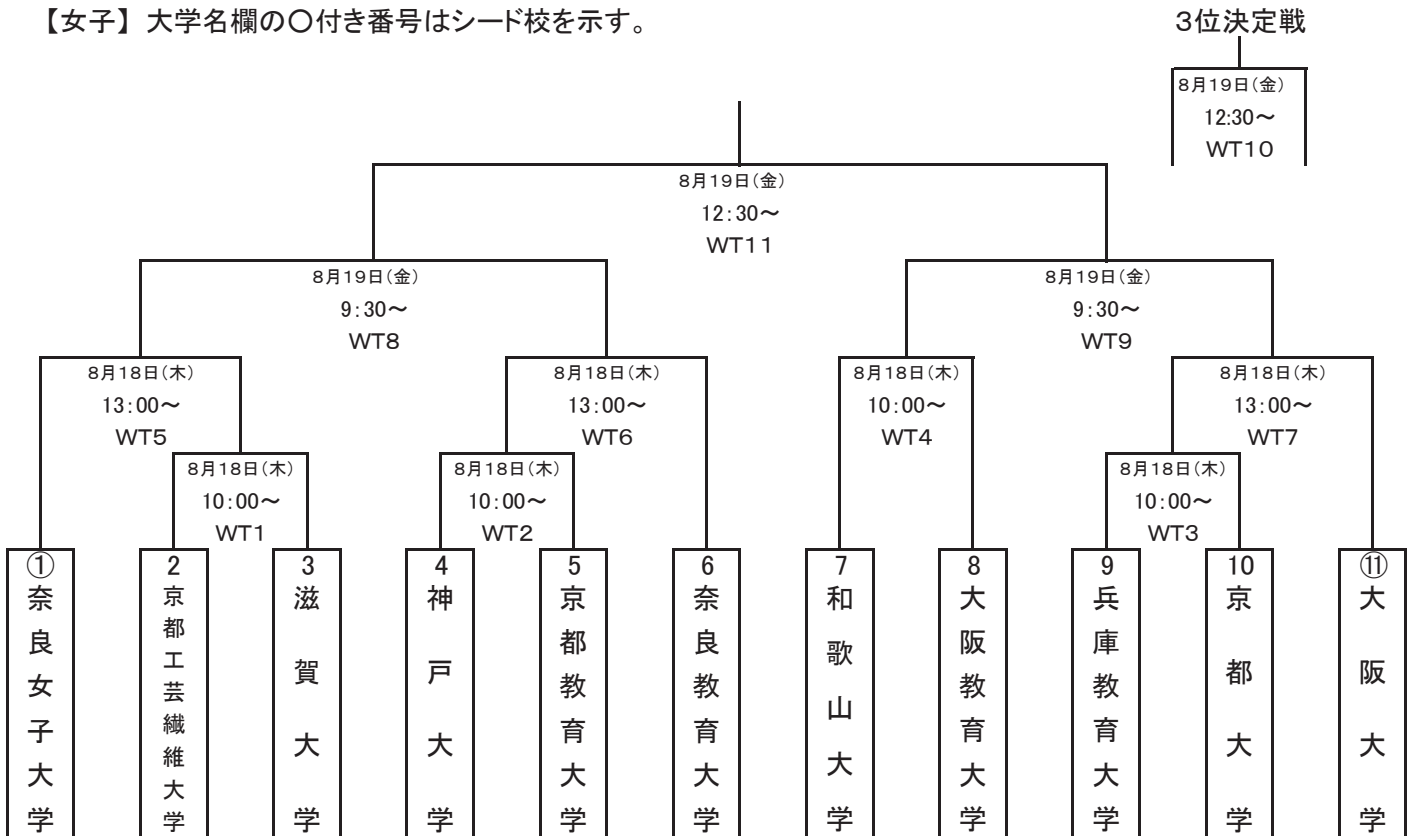 【女子】大学名欄の〇付き番号はシード校を示す。
3位決定戦
8月19日(金)
12:30～
WT10
8月19日(金)
12:30～
WT11
8月19日(金)
9:30～
WT8
8月19日(金)
9:30～
WT9
8月18日(木)
13:00～
WT5
8月18日(木)
13:00～
WT6
8月18日(木)
10:00～
WT4
8月18日(木)
13:00～
WT7
8月18日(木)
10:00～
WT1
8月18日(木)
10:00～
WT2
8月18日(木)
10:00～
WT3
①
奈良女子大学
2
京都工芸繊維大学
3
滋賀大学
4
神戸大学
5
京都教育大学
6
奈良教育大学
7
和歌山大学
8
大阪教育大学
9
兵庫教育大学
10
京都大学
⑪
大阪大学